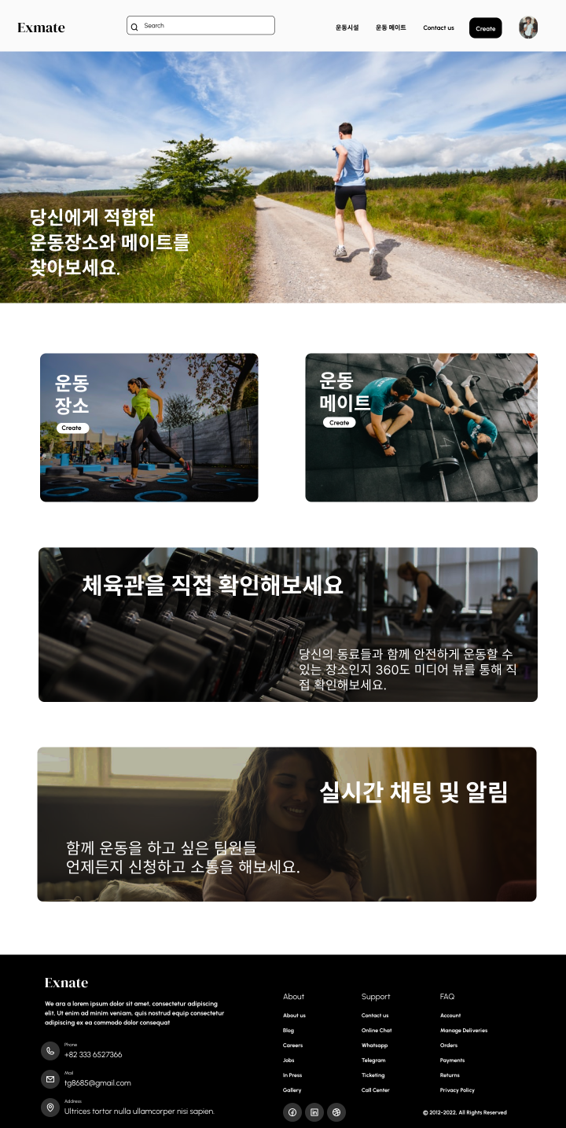 Exmate
Search
운동시설
운동 메이트
Contact us
Create
당신에게 적합한
운동장소와 메이트를
찾아보세요.
운동
장소
Create
운동
메이트
Create
체육관을 직접 확인해보세요
당신의 동료들과 함께 안전하게 운동할 수
있는 장소인지 360도 미디어 뷰를 통해 직
접 확인해보세요.
실시간 채팅 및 알림
함께 운동을 하고 싶은 팀원들
언제든지 신청하고 소통을 해보세요.
Exnate
We ara a lorem ipsum dolor sit amet, consectetur adipiscing
elit. Ut enim ad minim veniam, quis nostrud equip consectetur
adipiscing ex ea commodo dolor consequat
Phone
+82 333 6527366
Mail
tg8685@gmail.com
Address
Ultrices tortor nulla ullamcorper nisi sapien.
About
About us
Blog
Careers
Jobs
In Press
Gallery
Support
Contact us
Online Chat
Whatsapp
Telegram
Ticketing
Call Center
FAQ
Account
Manage Deliveries
Orders
Payments
Returns
Privacy Policy
© 2012-2022, All Rights Reserved